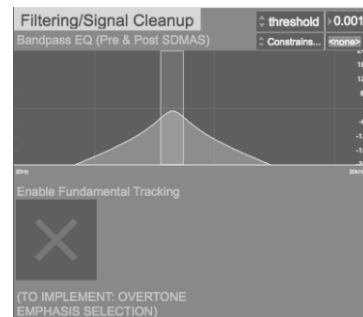 Filtering/Signal Cleanup
threshold
0.001
Bandpass EQ (Pre & Post SDMAS)
Constrains...
<none>
20Hz
20kHz
Enable Fundamental Tracking
(TO IMPLEMENT: OVERTONE
EMPHASIS SELECTION)